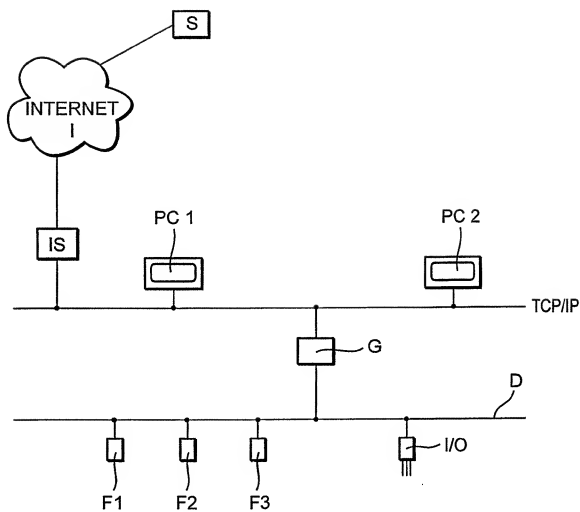 S
INTERNET
I
IS
PC 1
PC 2
TCP/IP
G
D
I/O
F1
F2
F3